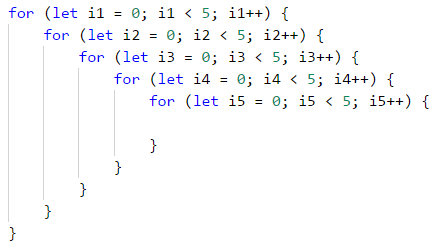 for (let i1 = 0; i1 < 5; i1++) {
    for (let i2 = 0; i2 < 5; i2++) {
        for (let i3 = 0; i3 < 5; i3++) {
            for (let i4 = 0; i4 < 5; i4++) {
                for (let i5 = 0; i5 < 5; i5++) {

                }
            }
        }
    }
}